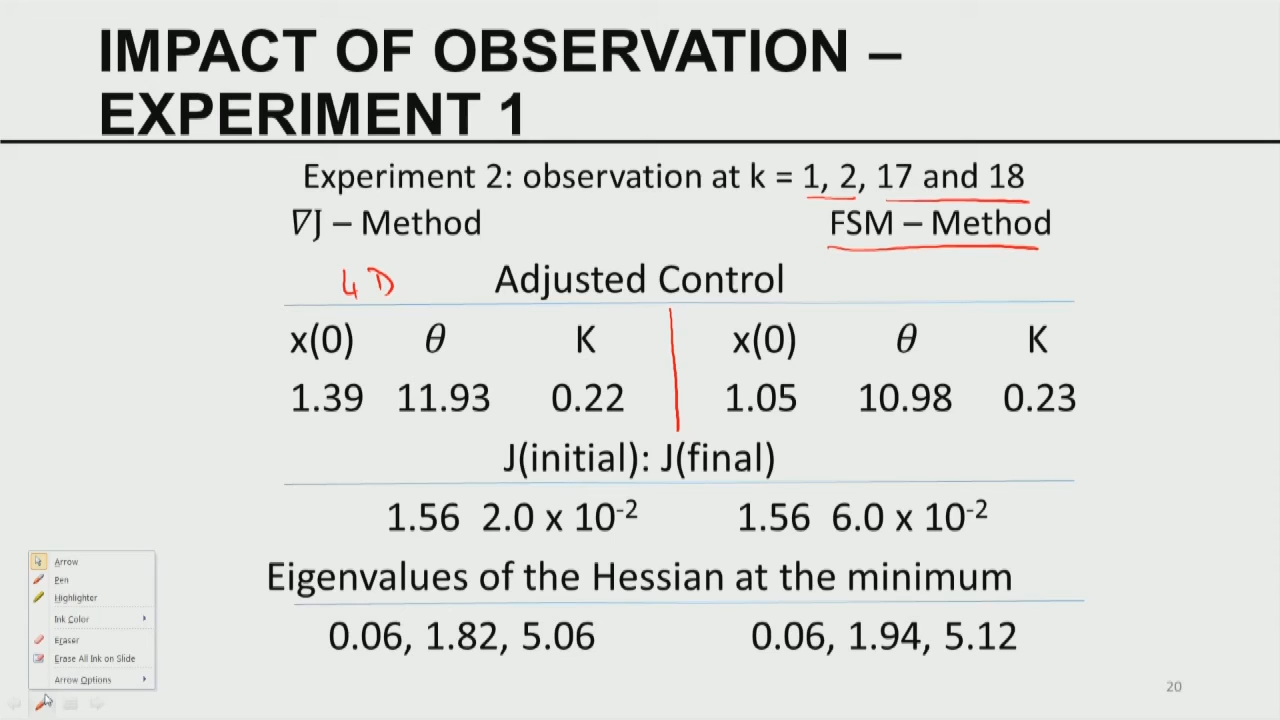 IMPACT OF OBSERVATION –
EXPERIMENT 1
Experiment 2: observation at k = 1, 2, 17 and 18
∇J – Method FSM – Method
4D Adjusted Control
x(0) θ K x(0) θ K
1.39 11.93 0.22 1.05 10.98 0.23
J(initial): J(final)
1.56 2.0 x 10⁻² 1.56 6.0 x 10⁻²
Eigenvalues of the Hessian at the minimum
0.06, 1.82, 5.06 0.06, 1.94, 5.12
Arrow
Pen
Highlighter
Ink Color
Eraser
Erase All Ink on Slide
Arrow Options
20